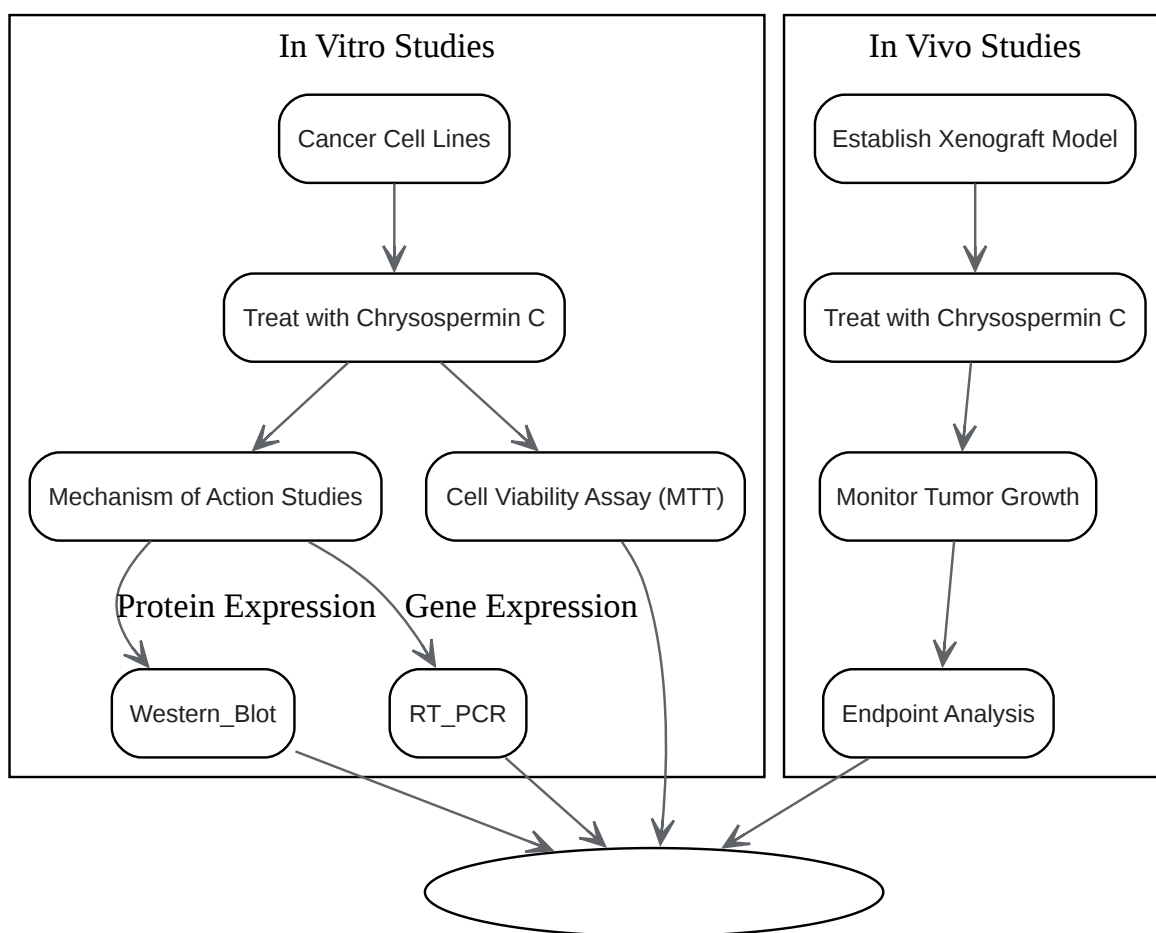 In Vitro Studies
Cancer Cell Lines
Treat with Chrysospermin C
Mechanism of Action Studies
Cell Viability Assay (MTT)
Protein Expression
Gene Expression
Western_Blot
RT_PCR
In Vivo Studies
Establish Xenograft Model
Treat with Chrysospermin C
Monitor Tumor Growth
Endpoint Analysis